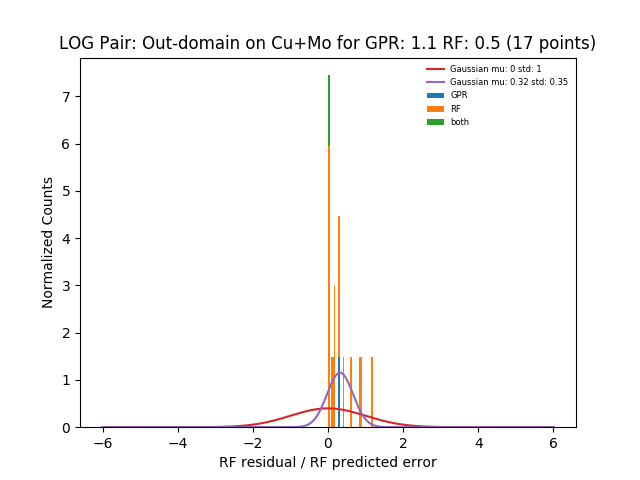 LOG Pair: Out-domain on Cu+Mo for GPR: 1.1 RF: 0.5 (17 points)
Gaussian mu: 0 std: 1
Gaussian mu: 0.32 std: 0.35
GPR
RF
both
Normalized Counts
7
6
5
4
3
2
1
0
−6
−4
−2
0
2
4
6
RF residual / RF predicted error